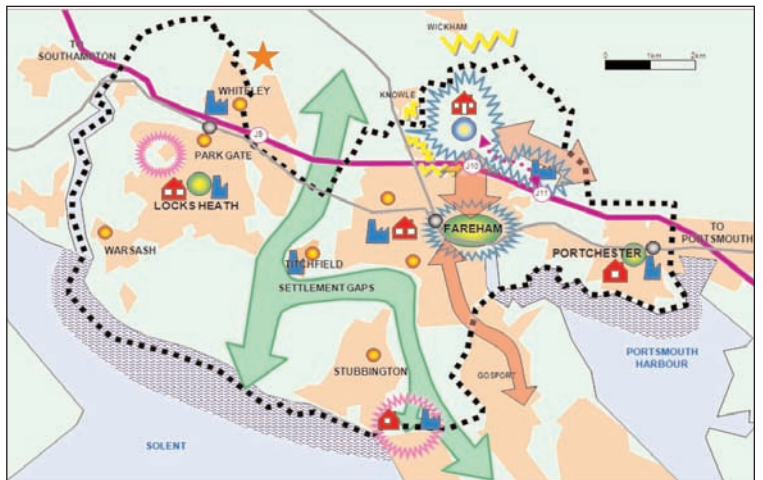 WICKHAM
TO
SOUTHAMPTON
0 1km 2km
WHITELEY
KNOWLE
J9
PARK GATE
J10
J11
LOCKS HEATH
FAREHAM
TO
PORTSMOUTH
WARSASH
PORTCHESTER
TITCHFIELD
SETTLEMENT GAPS
PORTSMOUTH
HARBOUR
STUBBINGTON
GOSPORT
SOLENT